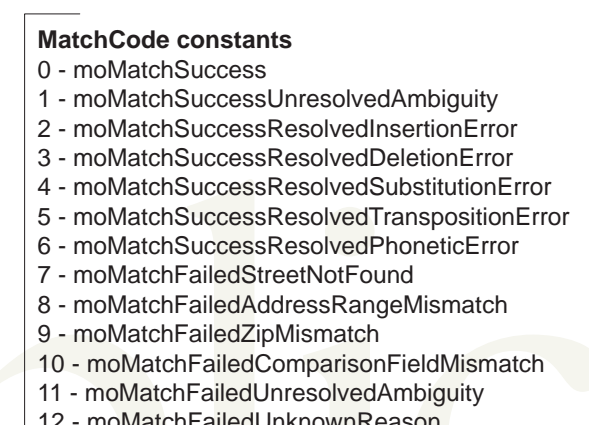 MatchCode constants
0 - moMatchSuccess
1 - moMatchSuccessUnresolvedAmbiguity
2 - moMatchSuccessResolvedInsertionError
3 - moMatchSuccessResolvedDeletionError
4 - moMatchSuccessResolvedSubstitutionError
5 - moMatchSuccessResolvedTranspositionError
6 - moMatchSuccessResolvedPhoneticError
7 - moMatchFailedStreetNotFound
8 - moMatchFailedAddressRangeMismatch
9 - moMatchFailedZipMismatch
10 - moMatchFailedComparisonFieldMismatch
11 - moMatchFailedUnresolvedAmbiguity
12 - moMatchFailedUnknownReason